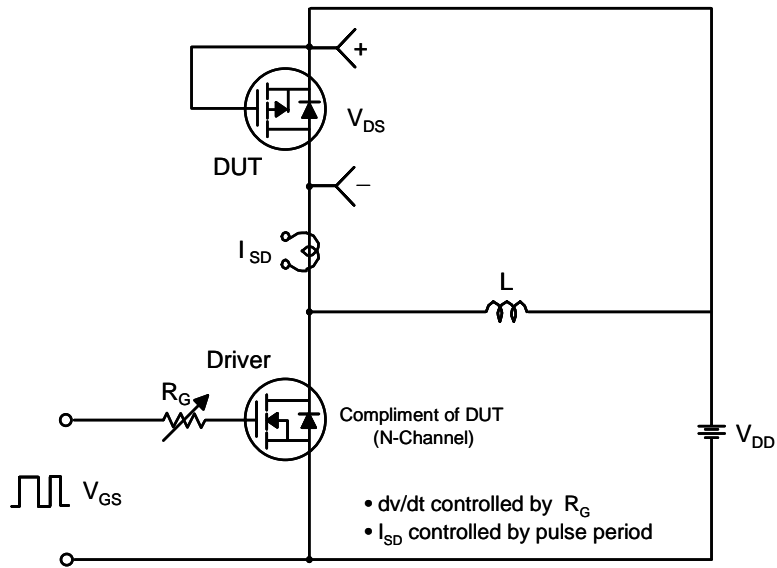 +
V_DS
DUT
−
I_SD
L
Driver
R_G
Compliment of DUT
(N-Channel)
V_DD
V_GS
• dv/dt controlled by R_G
• I_SD controlled by pulse period